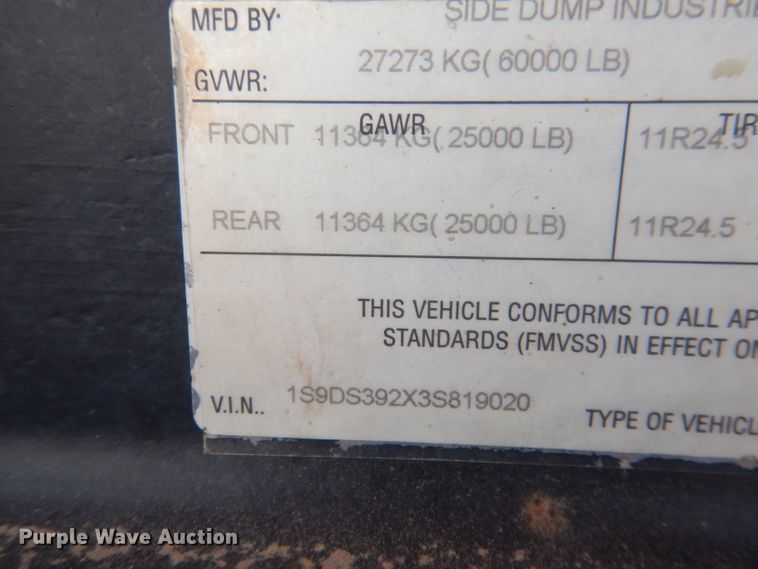 MFD BY: SIDE DUMP INDUSTRIE
GVWR: 27273 KG( 60000 LB)
GAWR TIR
FRONT 11364 KG( 25000 LB) 11R24.5
REAR 11364 KG( 25000 LB) 11R24.5
THIS VEHICLE CONFORMS TO ALL AP
STANDARDS (FMVSS) IN EFFECT ON
V.I.N.. 1S9DS392X3S819020
TYPE OF VEHICL
Purple Wave Auction